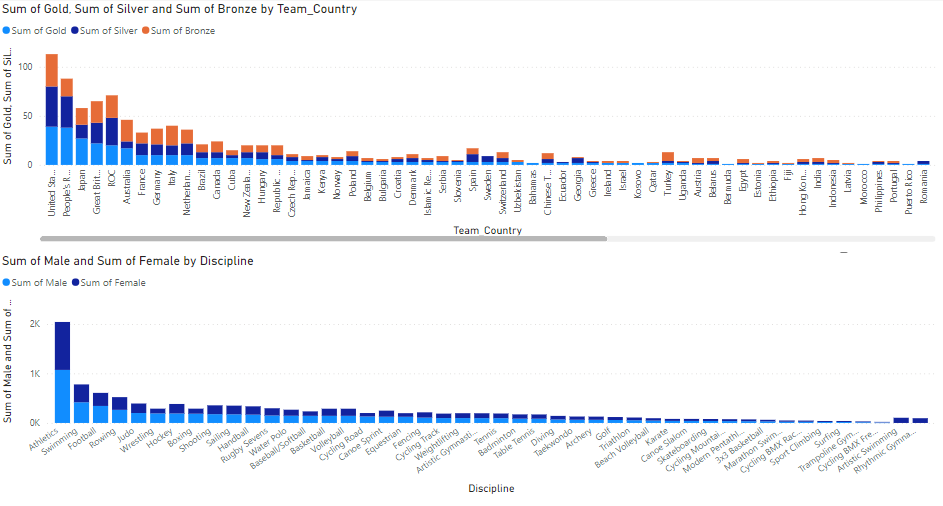 Sum of Gold, Sum of Silver and Sum of Bronze by Team_Country
Sum of Gold Sum of Silver Sum of Bronze
Sum of Gold, Sum of Sil...
100
50
0
United Sta...
People's R...
Japan
Great Brit...
ROC
Australia
France
Germany
Italy
Netherlan...
Brazil
Canada
Cuba
New Zeala...
Hungary
Republic ...
Czech Rep...
Jamaica
Kenya
Norway
Poland
Belgium
Bulgaria
Croatia
Denmark
Islamic Re...
Serbia
Slovenia
Spain
Sweden
Switzerland
Uzbekistan
Bahamas
Chinese T...
Ecuador
Georgia
Greece
Ireland
Israel
Kosovo
Qatar
Turkey
Uganda
Austria
Belarus
Bermuda
Egypt
Estonia
Ethiopia
Fiji
Hong Kon...
India
Indonesia
Latvia
Morocco
Philippines
Portugal
Puerto Rico
Romania
Team_Country
Sum of Male and Sum of Female by Discipline
Sum of Male Sum of Female
Sum of Male and Sum of ...
2K
1K
0K
Athletics
Swimming
Football
Rowing
Judo
Wrestling
Hockey
Boxing
Shooting
Sailing
Handball
Rugby Sevens
Water Polo
Baseball/Softball
Basketball
Volleyball
Cycling Road
Canoe Sprint
Equestrian
Fencing
Cycling Track
Weightlifting
Artistic Gymnasti...
Tennis
Badminton
Table Tennis
Diving
Taekwondo
Archery
Golf
Triathlon
Beach Volleyball
Karate
Canoe Slalom
Skateboarding
Cycling Mountai...
Modern Pentathl...
3x3 Basketball
Marathon Swim...
Cycling BMX Rac...
Sport Climbing
Surfing
Trampoline Gym...
Cycling BMX Fre...
Artistic Swimming
Rhythmic Gymna...
Discipline